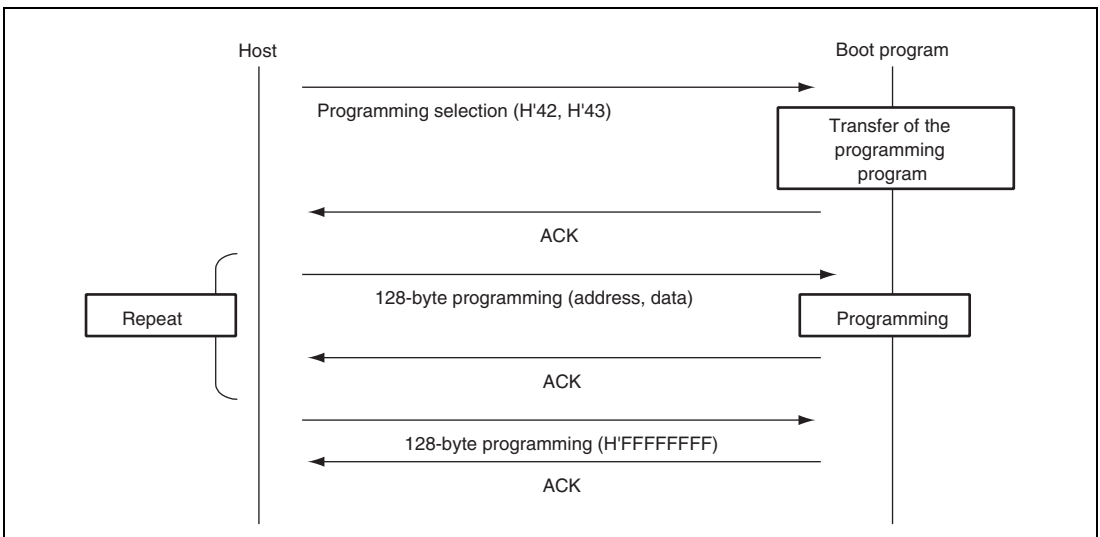 Host
Boot program
Programming selection (H'42, H'43)
Transfer of the
programming
program
ACK
128-byte programming (address, data)
Repeat
Programming
ACK
128-byte programming (H'FFFFFFFF)
ACK